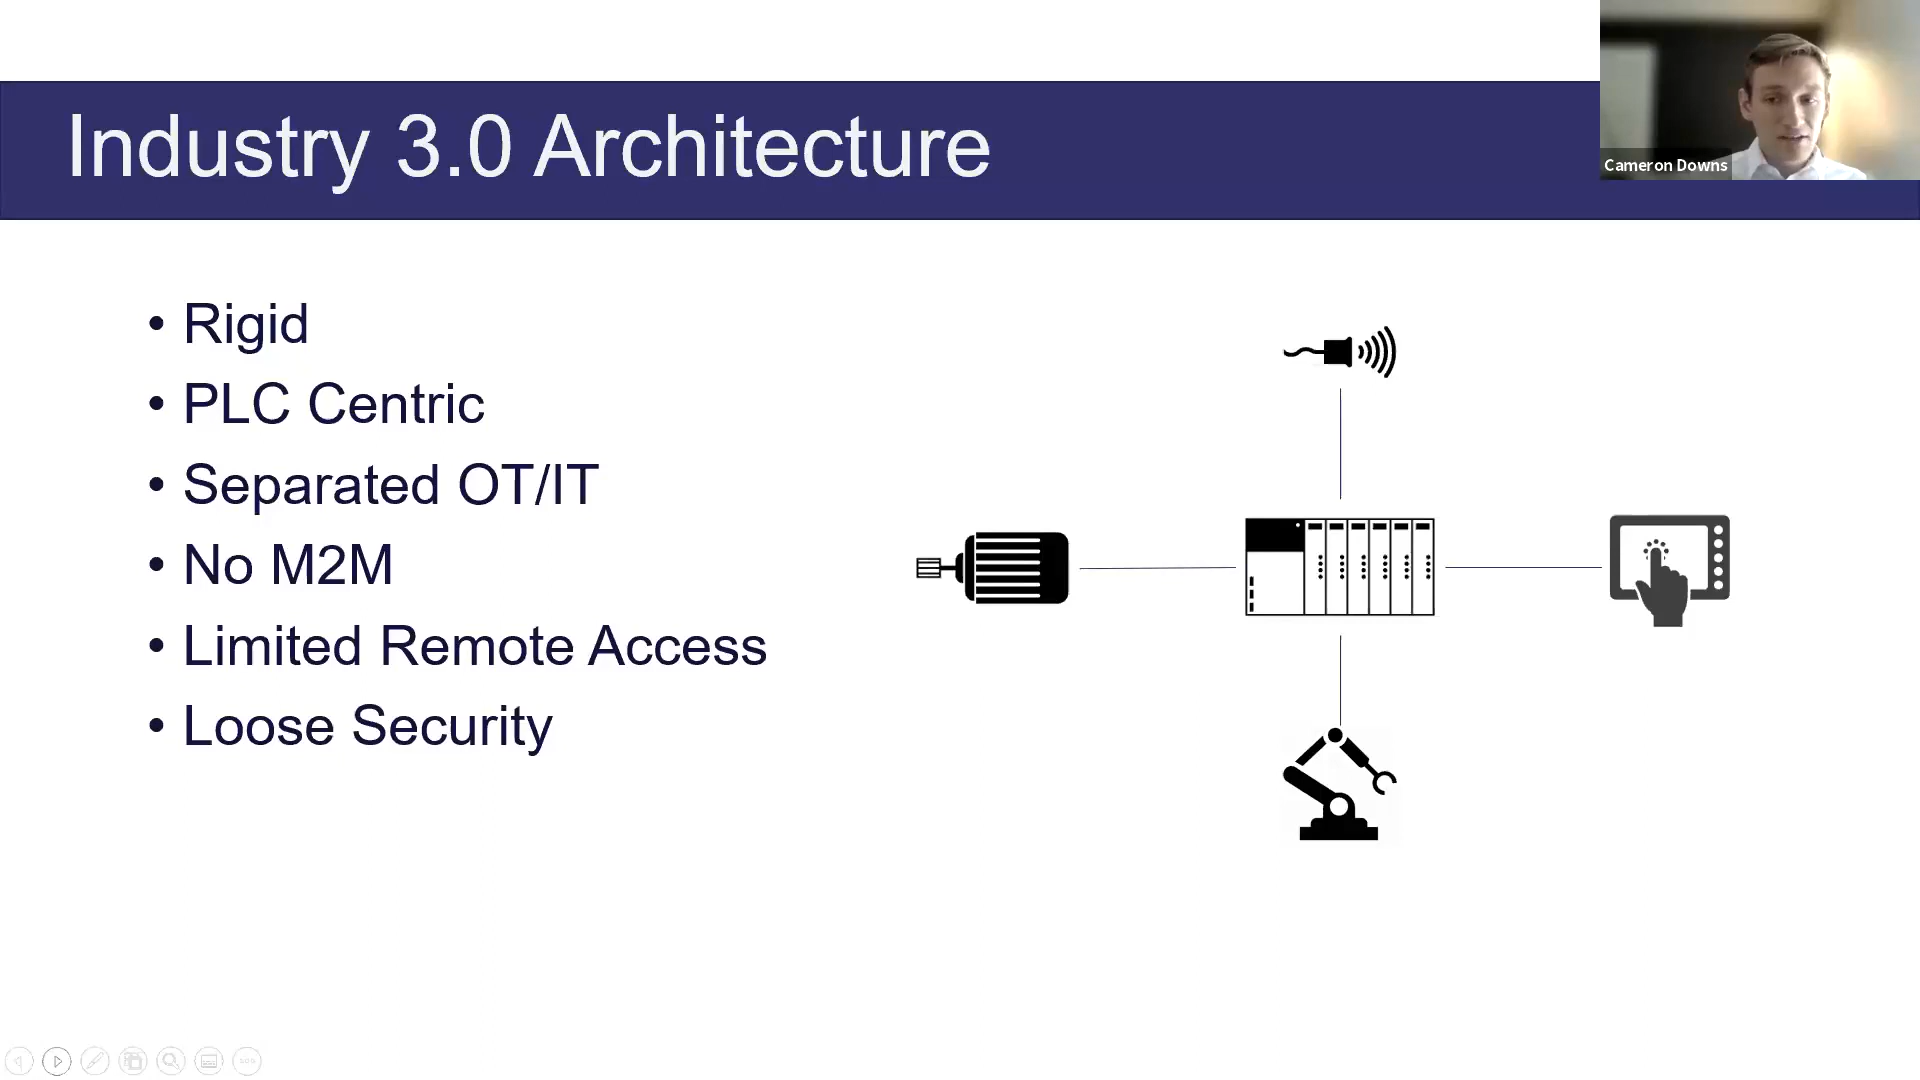 Industry 3.0 Architecture
Cameron Downs
• Rigid
• PLC Centric
• Separated OT/IT
• No M2M
• Limited Remote Access
• Loose Security